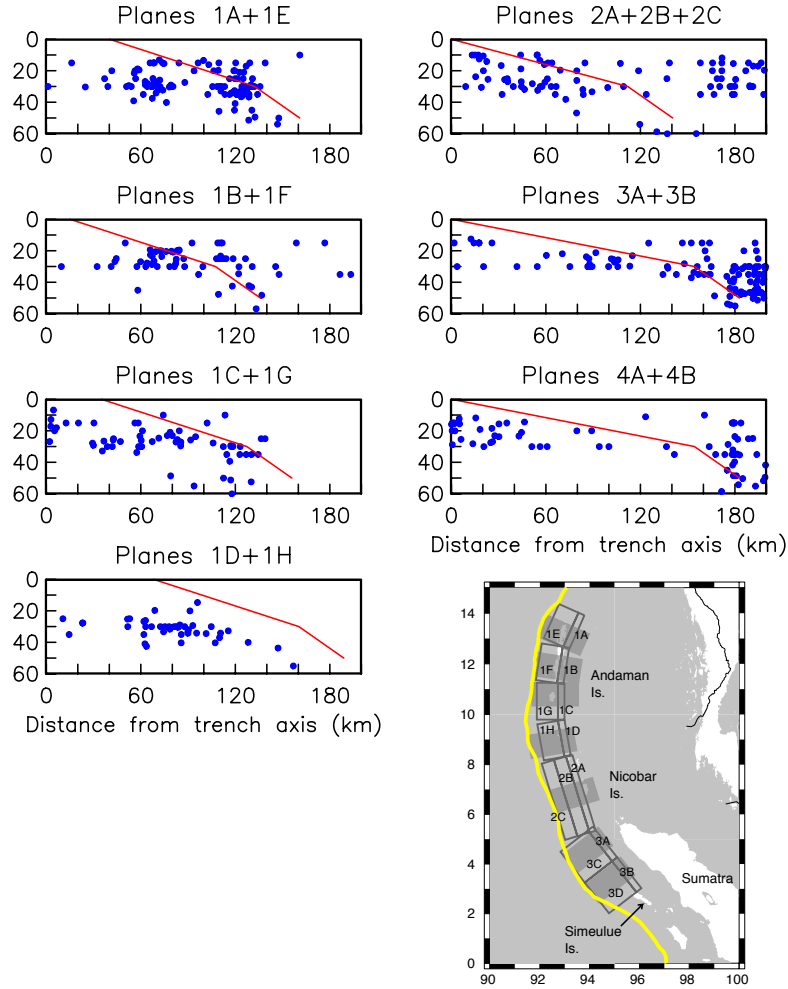 Planes 1A+1E
0
20
40
60
0 60 120 180
Planes 2A+2B+2C
0
20
40
60
0 60 120 180
Planes 1B+1F
0
20
40
60
0 60 120 180
Planes 3A+3B
0
20
40
60
0 60 120 180
Planes 1C+1G
0
20
40
60
0 60 120 180
Planes 4A+4B
0
20
40
60
0 60 120 180
Distance from trench axis (km)
Planes 1D+1H
0
20
40
60
0 60 120 180
Distance from trench axis (km)
14
12
10
8
6
4
2
0
90 92 94 96 98 100
1E 1A
1F 1B
Andaman
Is.
1G 1C
1H 1D
2A
2B
Nicobar
Is.
2C
3A
3C 3B
3D
Sumatra
Simeulue
Is.